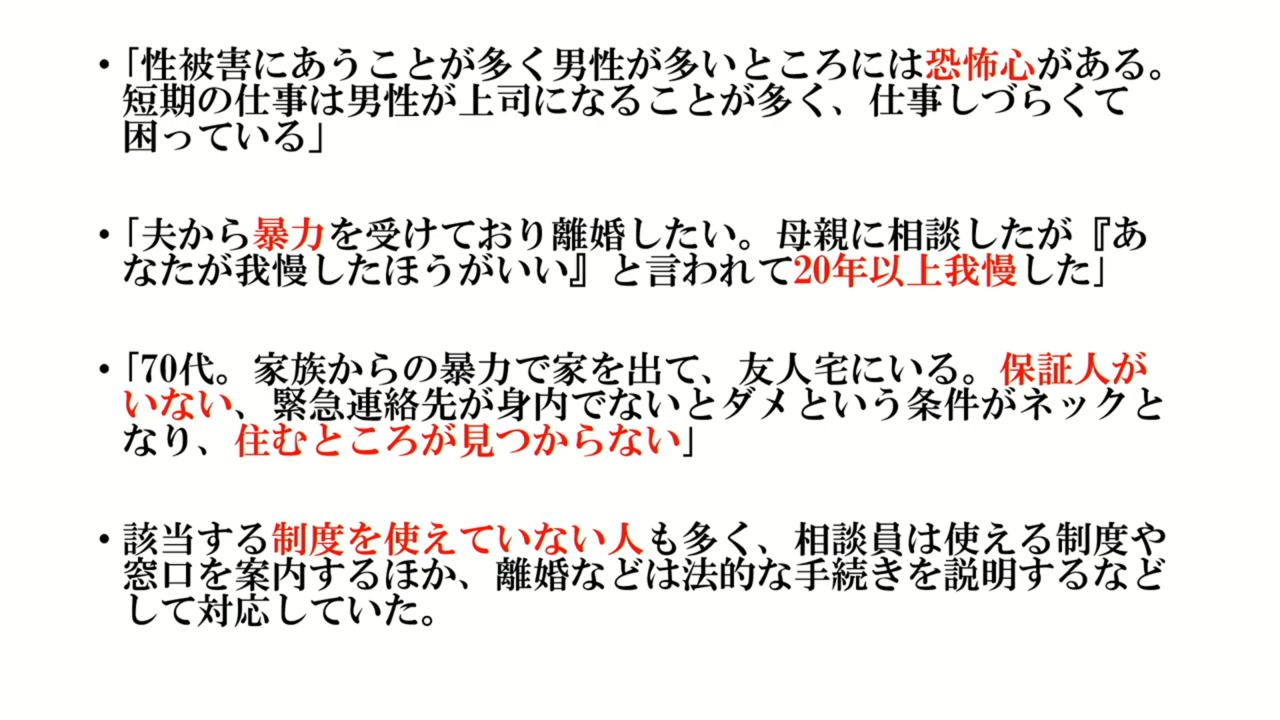 ・「性被害にあうことが多く男性が多いところには恐怖心がある。
短期の仕事は男性が上司になることが多く、仕事しづらくて
困っている」
・「夫から暴力を受けており離婚したい。母親に相談したが『あ
なたが我慢したほうがいい』と言われて20年以上我慢した」
・「70代。家族からの暴力で家を出て、友人宅にいる。保証人が
いない、緊急連絡先が身内でないとダメという条件がネックと
なり、住むところが見つからない」
・該当する制度を使えていない人も多く、相談員は使える制度や
窓口を案内するほか、離婚などは法的な手続きを説明するなど
して対応していた。